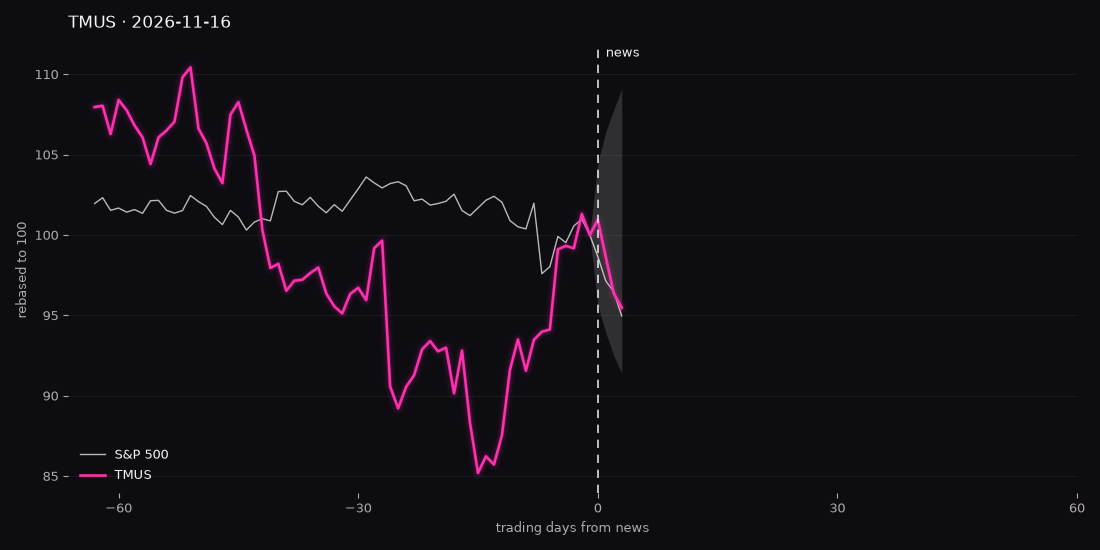 TMUS · 2026-11-16
news
110
105
100
95
90
85
rebased to 100
S&P 500
TMUS
−60
−30
0
30
60
trading days from news